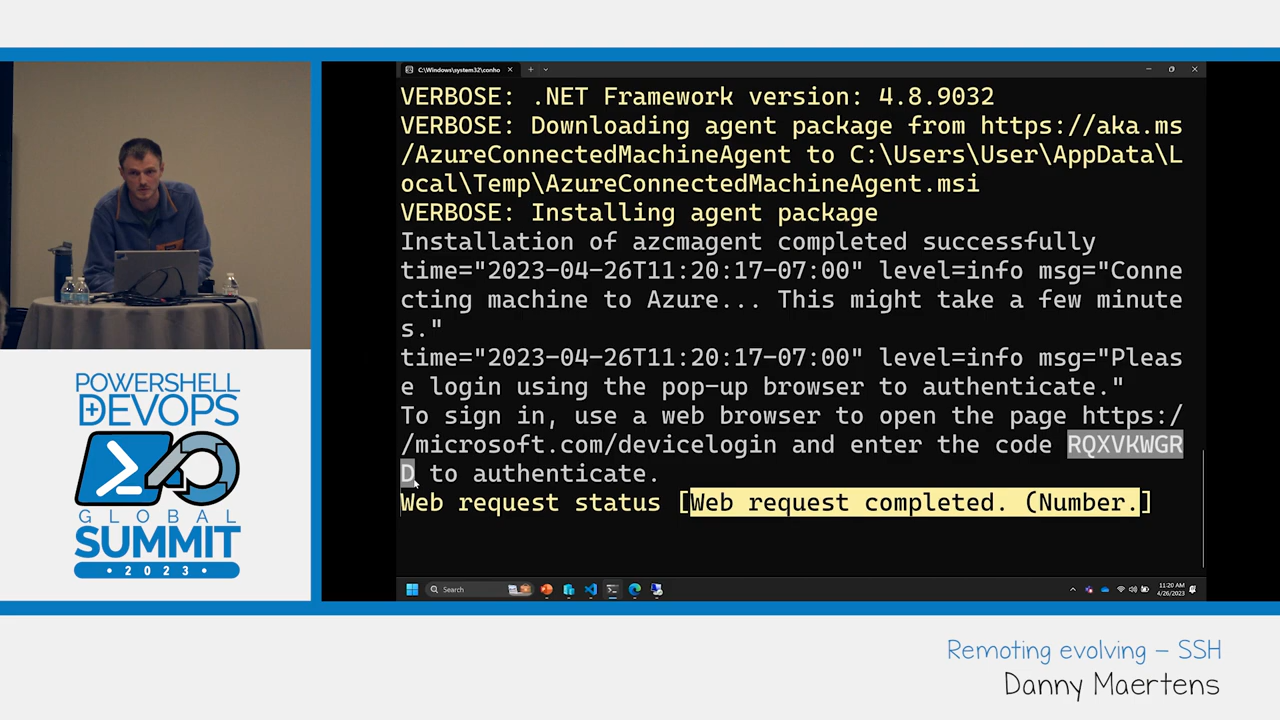 C:\Windows\system32\conho
VERBOSE: .NET Framework version: 4.8.9032
VERBOSE: Downloading agent package from https://aka.ms
/AzureConnectedMachineAgent to C:\Users\User\AppData\L
ocal\Temp\AzureConnectedMachineAgent.msi
VERBOSE: Installing agent package
Installation of azcmagent completed successfully
time="2023-04-26T11:20:17-07:00" level=info msg="Conne
cting machine to Azure... This might take a few minute
s."
time="2023-04-26T11:20:17-07:00" level=info msg="Pleas
e login using the pop-up browser to authenticate."
To sign in, use a web browser to open the page https:/
/microsoft.com/devicelogin and enter the code RQXVKWGR
D to authenticate.
Web request status [Web request completed. (Number.]
Search
11:20 AM
4/26/2023
POWERSHELL
+DEVOPS
GLOBAL
SUMMIT
•2023•
Remoting evolving – SSH
Danny Maertens